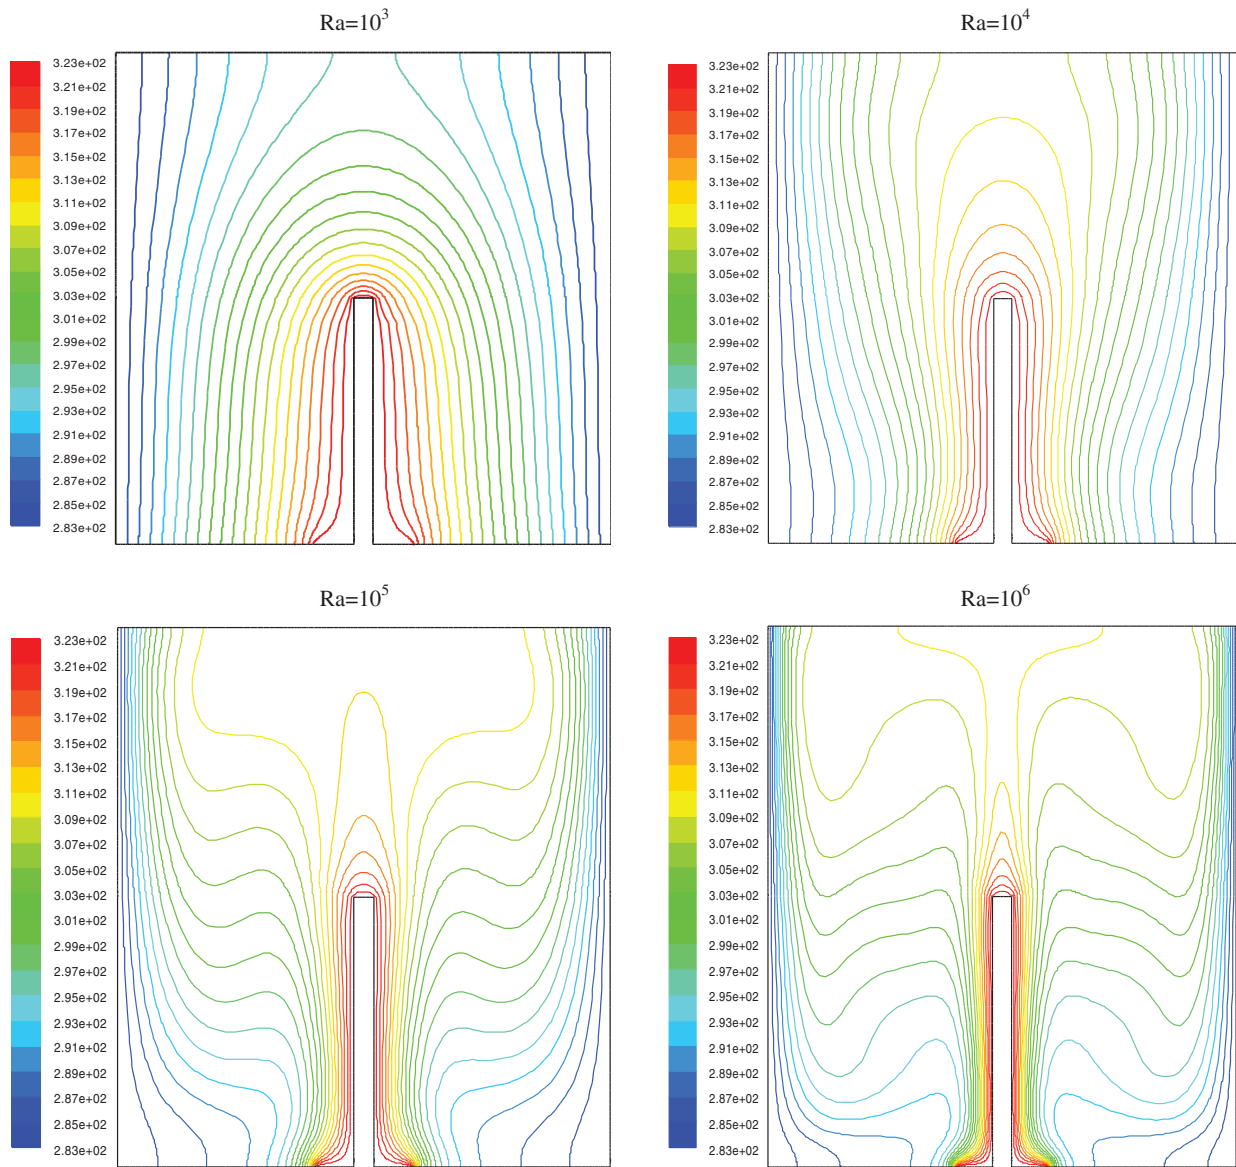 Ra=10³
3.23e+02
3.21e+02
3.19e+02
3.17e+02
3.15e+02
3.13e+02
3.11e+02
3.09e+02
3.07e+02
3.05e+02
3.03e+02
3.01e+02
2.99e+02
2.97e+02
2.95e+02
2.93e+02
2.91e+02
2.89e+02
2.87e+02
2.85e+02
2.83e+02
Ra=10⁴
3.23e+02
3.21e+02
3.19e+02
3.17e+02
3.15e+02
3.13e+02
3.11e+02
3.09e+02
3.07e+02
3.05e+02
3.03e+02
3.01e+02
2.99e+02
2.97e+02
2.95e+02
2.93e+02
2.91e+02
2.89e+02
2.87e+02
2.85e+02
2.83e+02
Ra=10⁵
3.23e+02
3.21e+02
3.19e+02
3.17e+02
3.15e+02
3.13e+02
3.11e+02
3.09e+02
3.07e+02
3.05e+02
3.03e+02
3.01e+02
2.99e+02
2.97e+02
2.95e+02
2.93e+02
2.91e+02
2.89e+02
2.87e+02
2.85e+02
2.83e+02
Ra=10⁶
3.23e+02
3.21e+02
3.19e+02
3.17e+02
3.15e+02
3.13e+02
3.11e+02
3.09e+02
3.07e+02
3.05e+02
3.03e+02
3.01e+02
2.99e+02
2.97e+02
2.95e+02
2.93e+02
2.91e+02
2.89e+02
2.87e+02
2.85e+02
2.83e+02